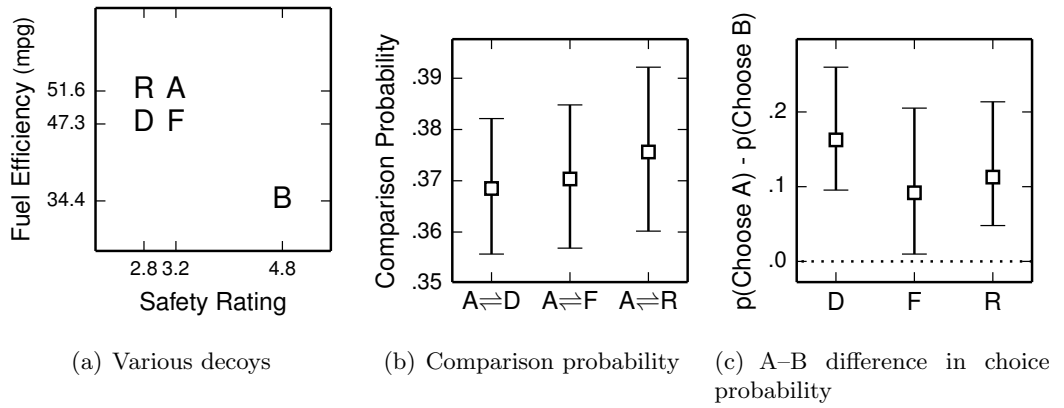 Fuel Efficiency (mpg)
51.6
47.3
34.4
R A
D F
B
2.8 3.2 4.8
Safety Rating
(a) Various decoys
Comparison Probability
.39
.38
.37
.36
.35
A⇌D A⇌F A⇌R
(b) Comparison probability
p(Choose A) - p(Choose B)
.2
.1
.0
D F R
(c) A–B difference in choice
probability